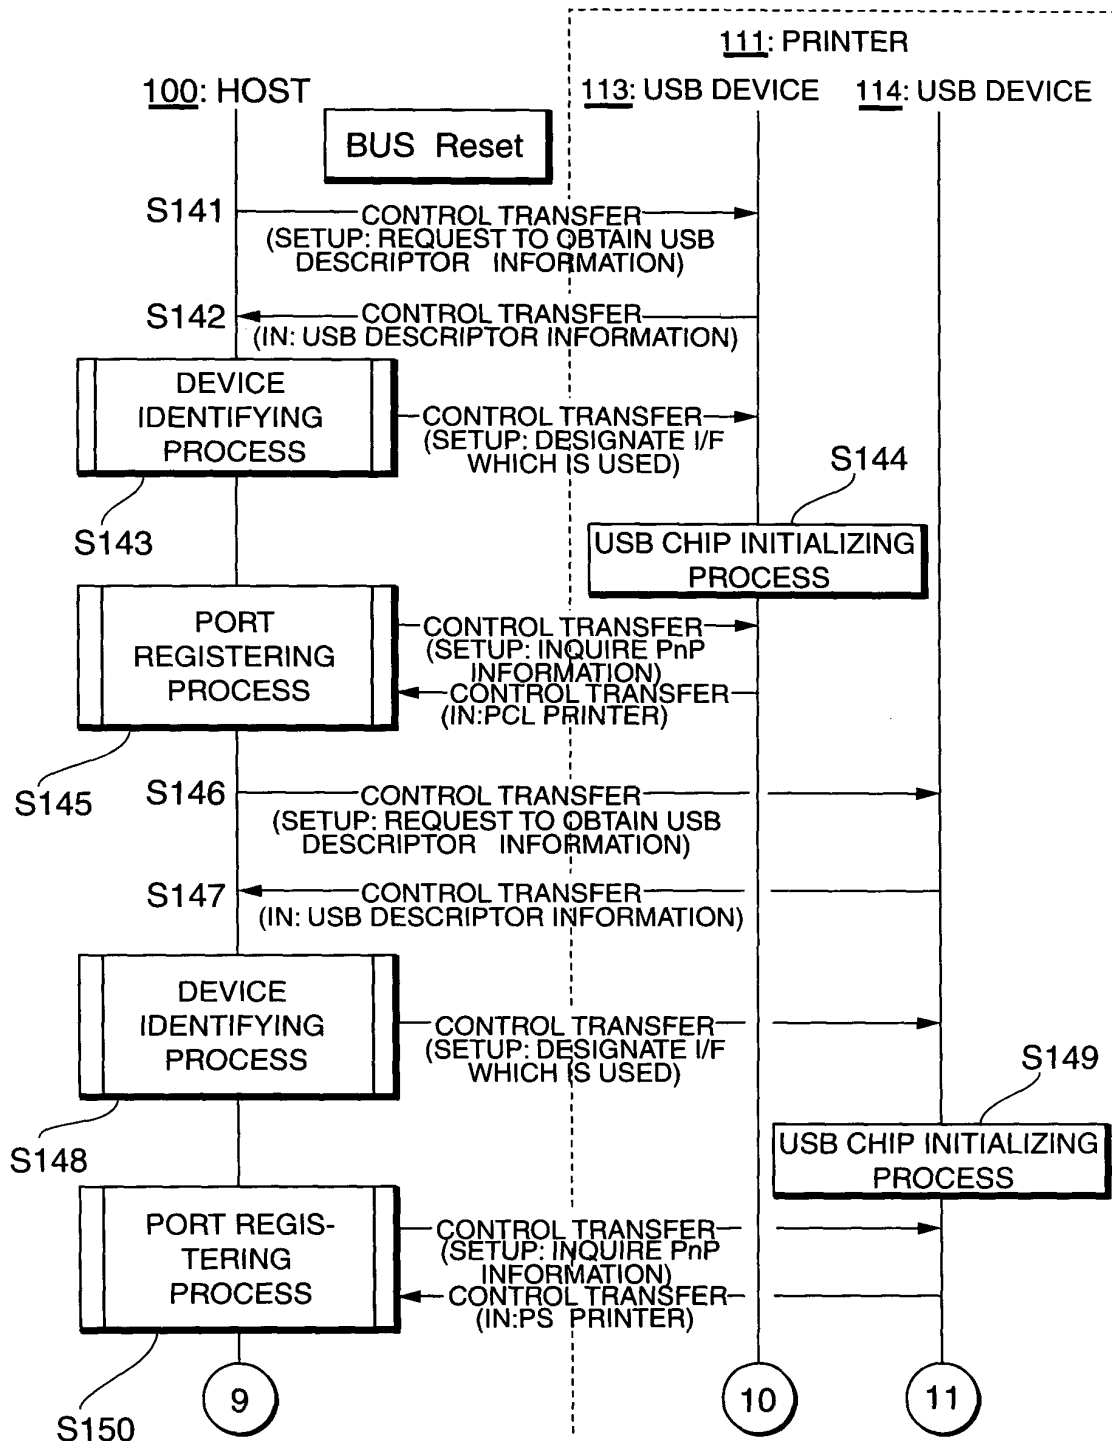 111: PRINTER
100: HOST
113: USB DEVICE
114: USB DEVICE
BUS Reset
S141
CONTROL TRANSFER
(SETUP: REQUEST TO OBTAIN USB
DESCRIPTOR INFORMATION)
S142
CONTROL TRANSFER
(IN: USB DESCRIPTOR INFORMATION)
DEVICE
IDENTIFYING
PROCESS
CONTROL TRANSFER
(SETUP: DESIGNATE I/F
WHICH IS USED)
S143
S144
USB CHIP INITIALIZING
PROCESS
PORT
REGISTERING
PROCESS
CONTROL TRANSFER
(SETUP: INQUIRE PnP
INFORMATION)
CONTROL TRANSFER
(IN:PCL PRINTER)
S145
S146
CONTROL TRANSFER
(SETUP: REQUEST TO OBTAIN USB
DESCRIPTOR INFORMATION)
S147
CONTROL TRANSFER
(IN: USB DESCRIPTOR INFORMATION)
DEVICE
IDENTIFYING
PROCESS
CONTROL TRANSFER
(SETUP: DESIGNATE I/F
WHICH IS USED)
S148
S149
USB CHIP INITIALIZING
PROCESS
PORT REGIS-
TERING
PROCESS
CONTROL TRANSFER
(SETUP: INQUIRE PnP
INFORMATION)
CONTROL TRANSFER
(IN:PS PRINTER)
S150
9
10
11